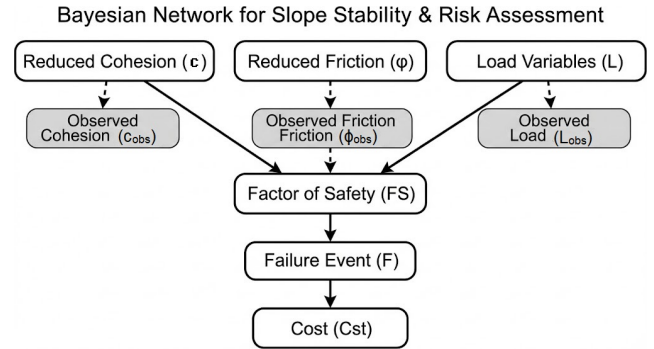 Bayesian Network for Slope Stability & Risk Assessment
Reduced Cohesion (c)
Reduced Friction (φ)
Load Variables (L)
Observed
Cohesion (cobs)
Observed Friction
Friction (ϕobs)
Observed
Load (Lobs)
Factor of Safety (FS)
Failure Event (F)
Cost (Cst)